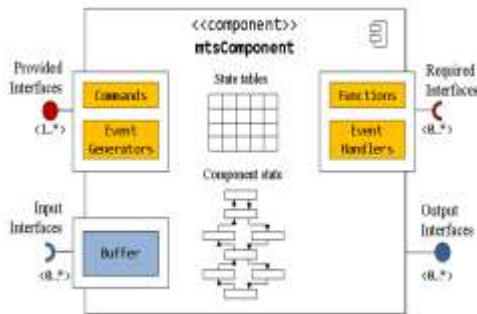 <<component>>
mtsComponent
Provided
Interfaces
<1..*>
Commands
Event
Generators
State tables
Functions
Event
Handlers
Required
Interfaces
<0..*>
Component state
Input
Interfaces
<0..*>
Buffer
Output
Interfaces
<0..*>